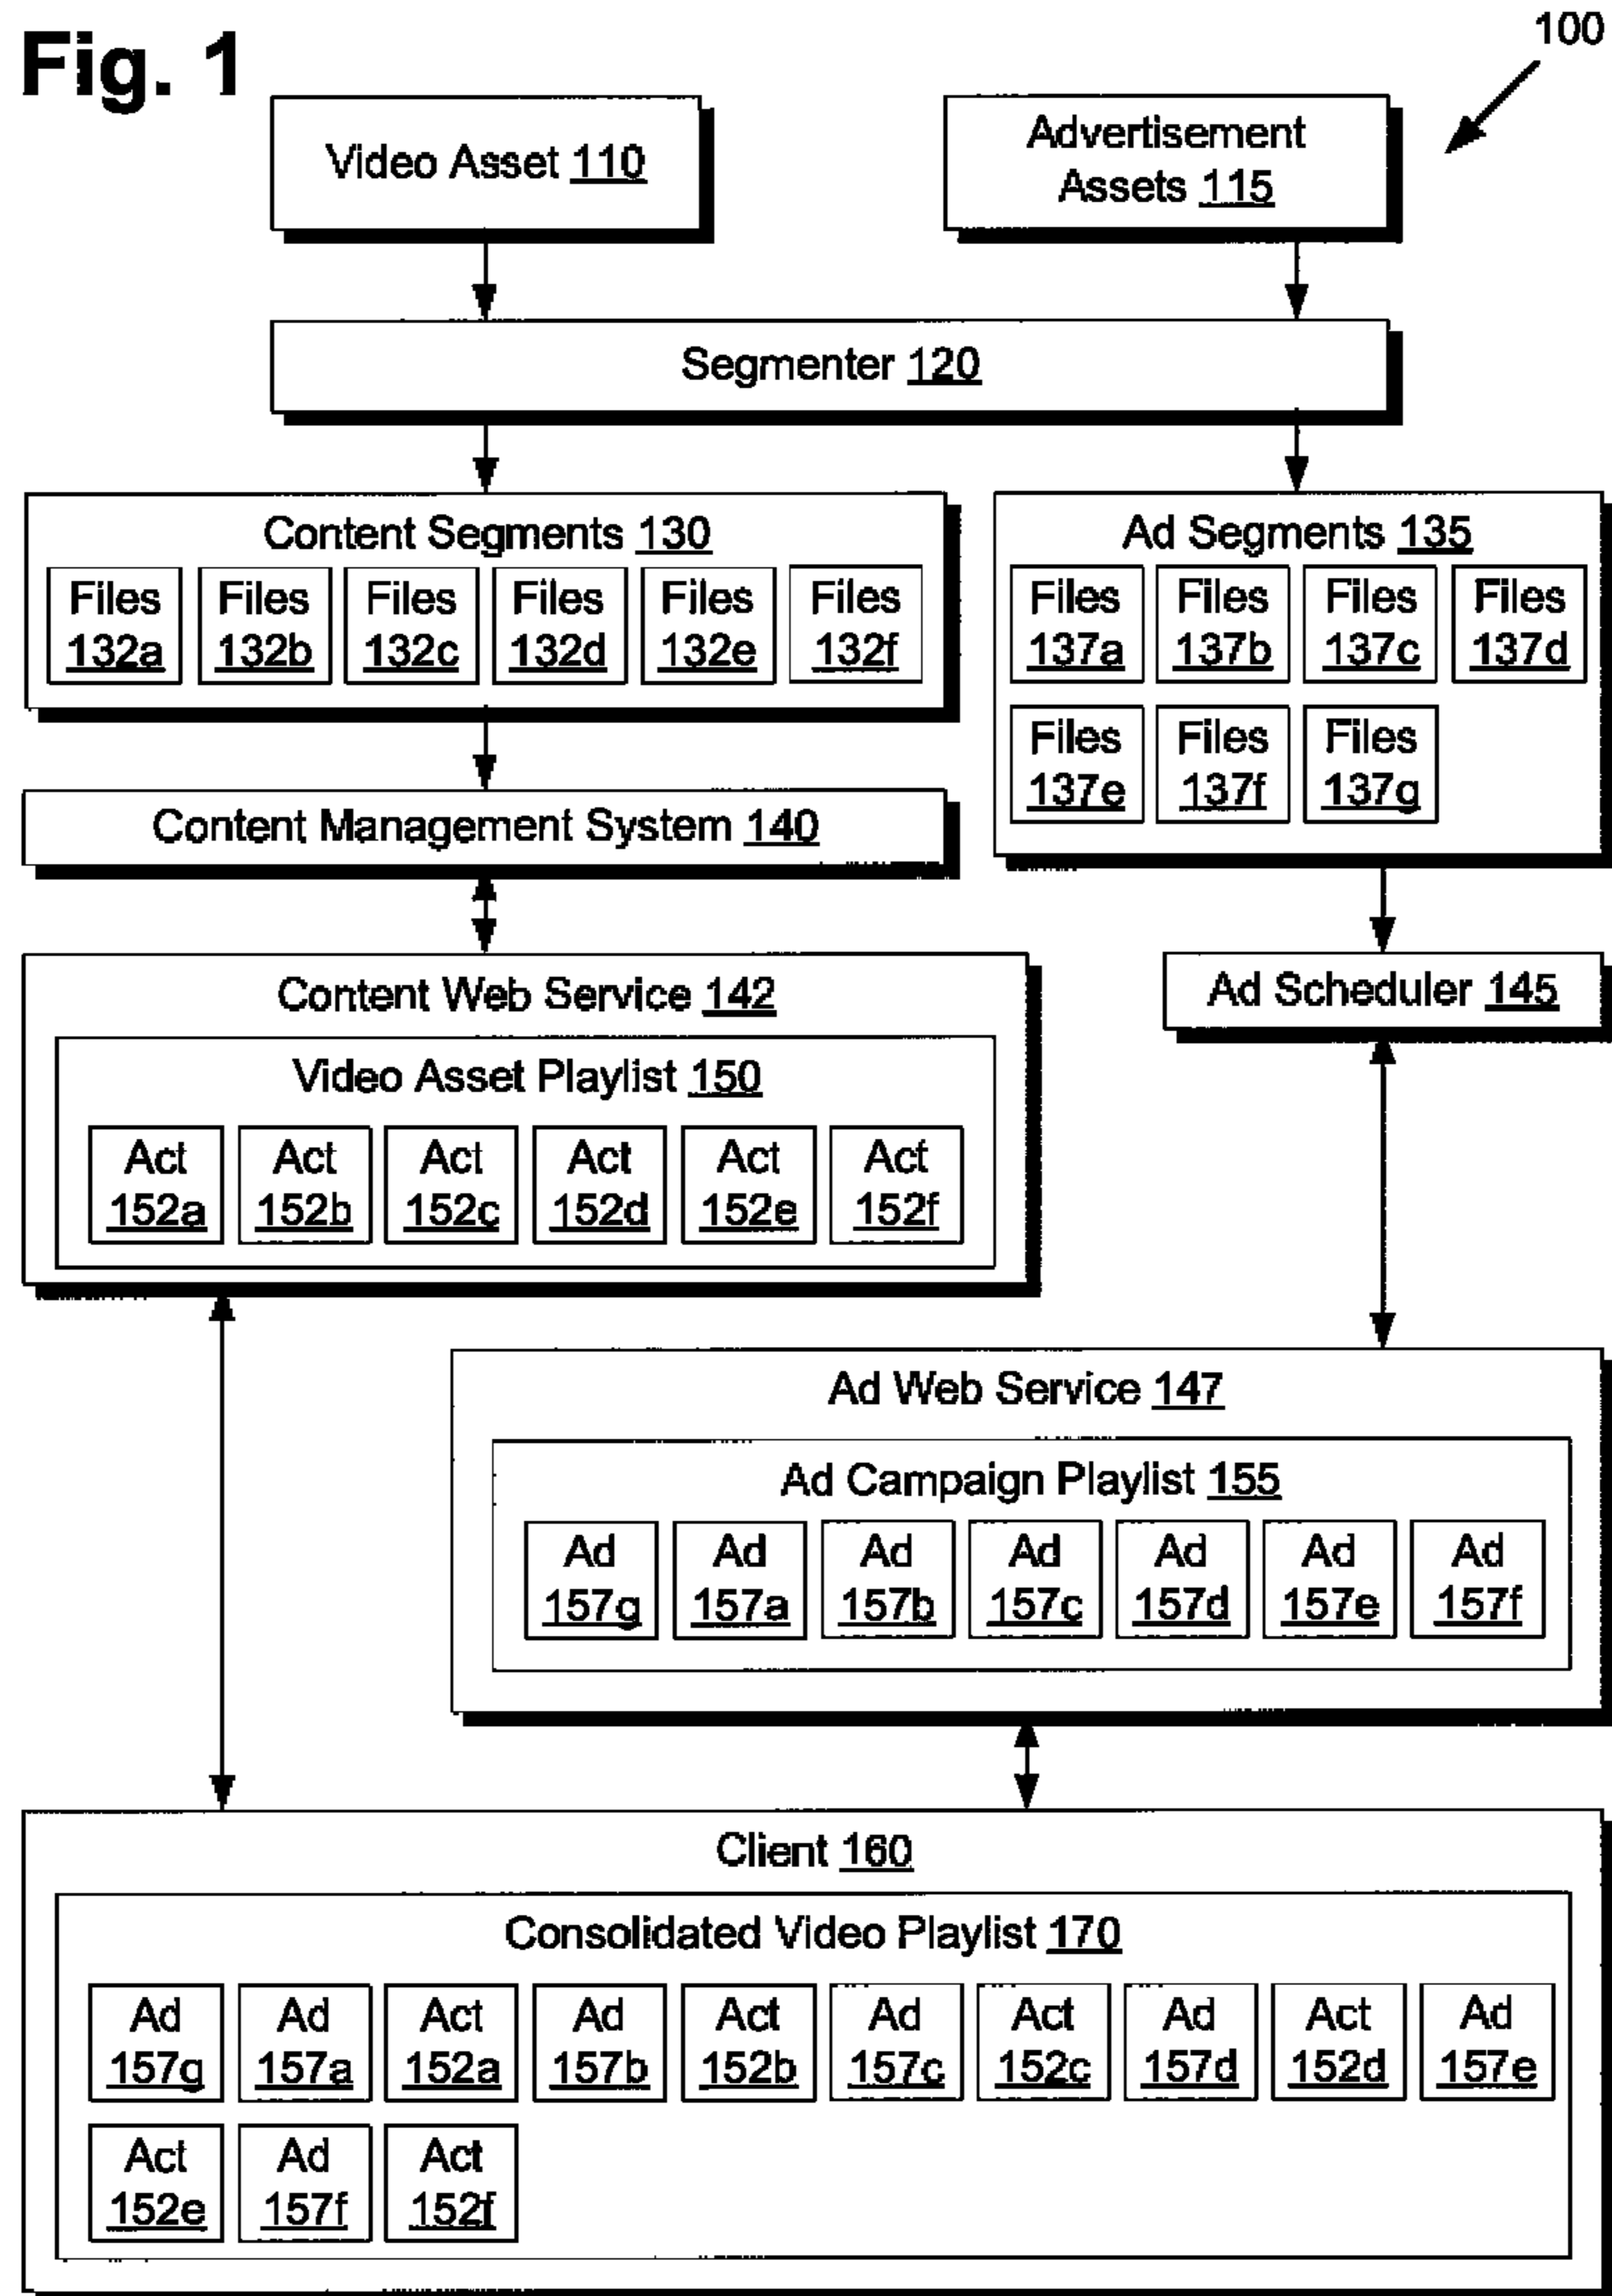 Fig. 1
100
Video Asset 110
Advertisement
Assets 115
Segmenter 120
Content Segments 130
Files
132a
Files
132b
Files
132c
Files
132d
Files
132e
Files
132f
Ad Segments 135
Files
137a
Files
137b
Files
137c
Files
137d
Files
137e
Files
137f
Files
137g
Content Management System 140
Content Web Service 142
Video Asset Playlist 150
Act
152a
Act
152b
Act
152c
Act
152d
Act
152e
Act
152f
Ad Scheduler 145
Ad Web Service 147
Ad Campaign Playlist 155
Ad
157g
Ad
157a
Ad
157b
Ad
157c
Ad
157d
Ad
157e
Ad
157f
Client 160
Consolidated Video Playlist 170
Ad
157g
Ad
157a
Act
152a
Ad
157b
Act
152b
Ad
157c
Act
152c
Ad
157d
Act
152d
Ad
157e
Act
152e
Ad
157f
Act
152f